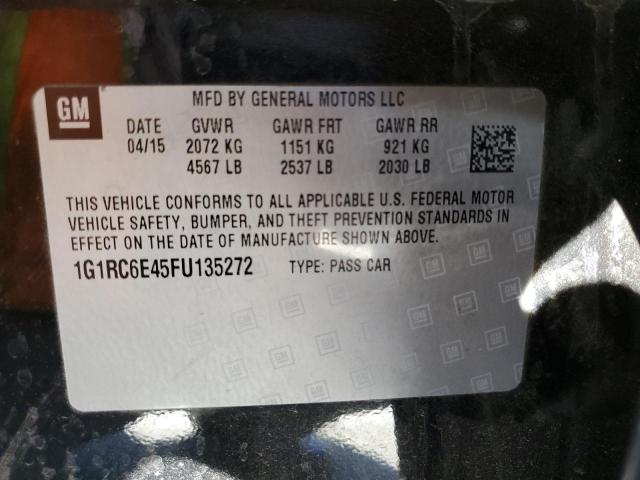 GM
MFD BY GENERAL MOTORS LLC
DATE GVWR GAWR FRT GAWR RR
04/15 2072 KG 1151 KG 921 KG
4567 LB 2537 LB 2030 LB
THIS VEHICLE CONFORMS TO ALL APPLICABLE U.S. FEDERAL MOTOR
VEHICLE SAFETY, BUMPER, AND THEFT PREVENTION STANDARDS IN
EFFECT ON THE DATE OF MANUFACTURE SHOWN ABOVE.
1G1RC6E45FU135272 TYPE: PASS CAR